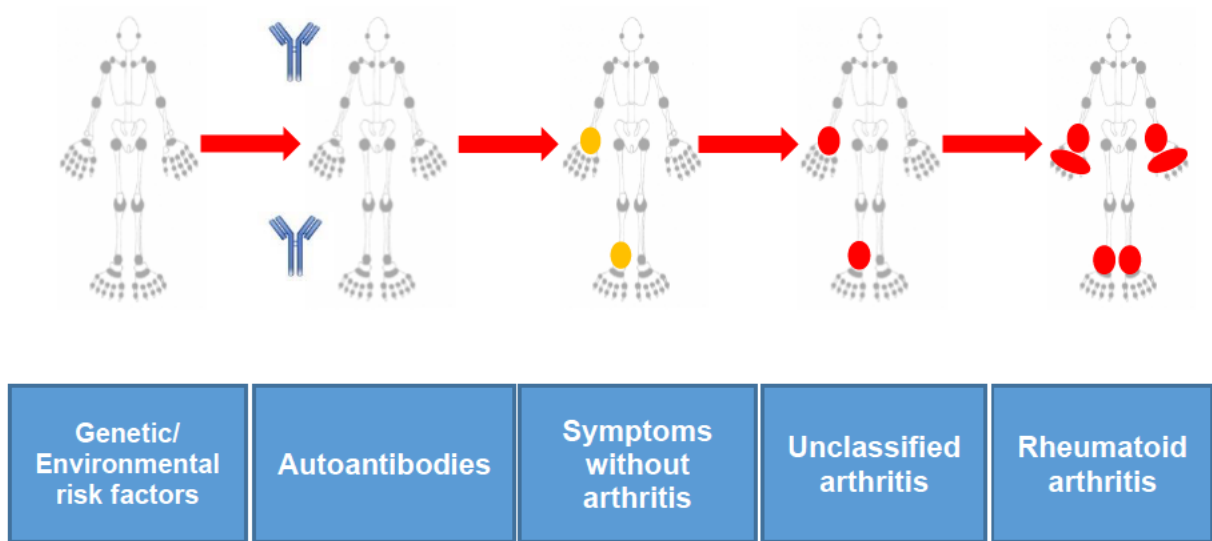 Genetic/
Environmental
risk factors
Autoantibodies
Symptoms
without
arthritis
Unclassified
arthritis
Rheumatoid
arthritis